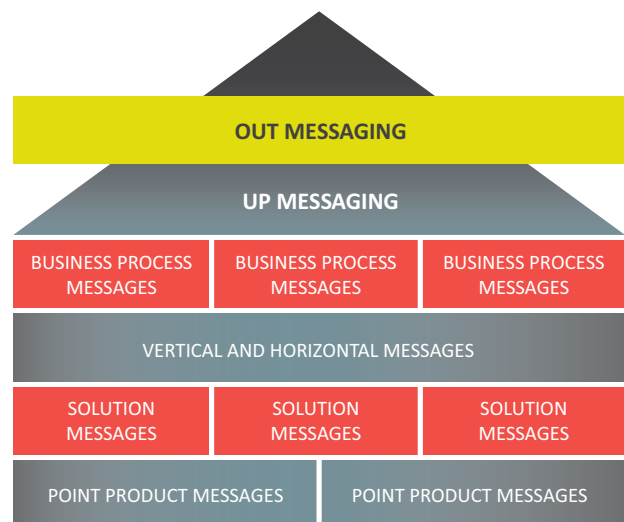 OUT MESSAGING
UP MESSAGING
BUSINESS PROCESS
MESSAGES
BUSINESS PROCESS
MESSAGES
BUSINESS PROCESS
MESSAGES
VERTICAL AND HORIZONTAL MESSAGES
SOLUTION
MESSAGES
SOLUTION
MESSAGES
SOLUTION
MESSAGES
POINT PRODUCT MESSAGES
POINT PRODUCT MESSAGES